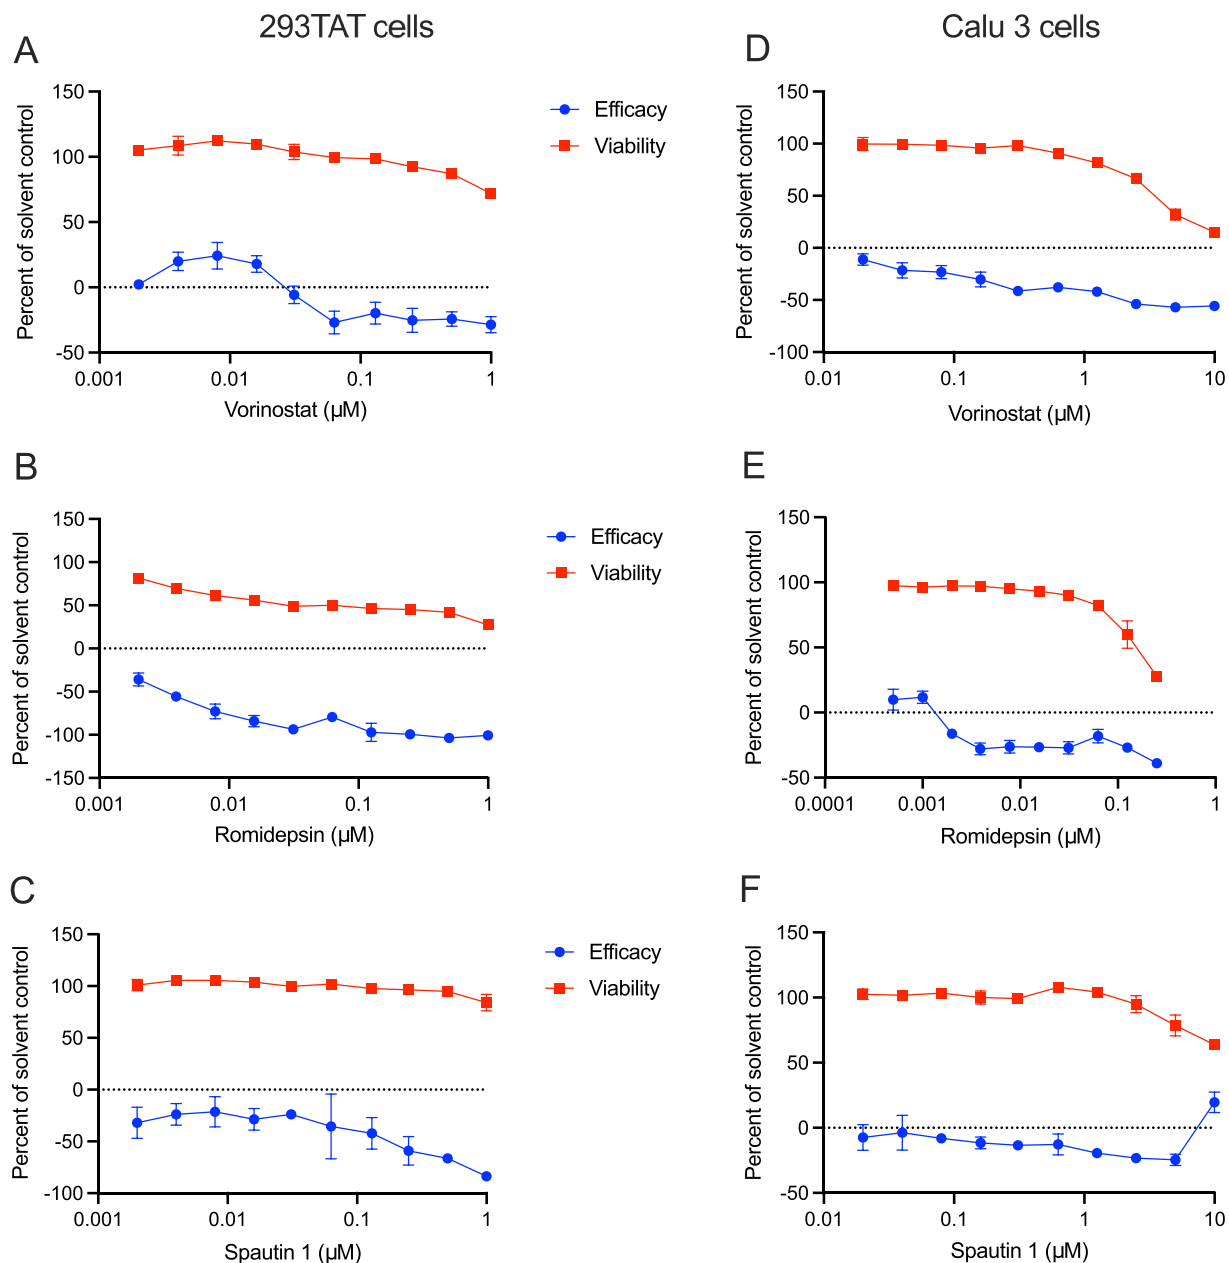 293TAT cells
Calu 3 cells
A
Percent of solvent control
150
100
50
0
-50
0.001
0.01
0.1
1
Vorinostat (µM)
Efficacy
Viability
D
Percent of solvent control
150
100
50
0
-50
-100
0.01
0.1
1
10
Vorinostat (µM)
B
Percent of solvent control
150
100
50
0
-50
-100
-150
0.001
0.01
0.1
1
Romidepsin (µM)
Efficacy
Viability
E
Percent of solvent control
150
100
50
0
-50
0.0001
0.001
0.01
0.1
1
Romidepsin (µM)
C
Percent of solvent control
150
100
50
0
-50
-100
0.001
0.01
0.1
1
Spautin 1 (µM)
Efficacy
Viability
F
Percent of solvent control
150
100
50
0
-50
0.01
0.1
1
10
Spautin 1 (µM)